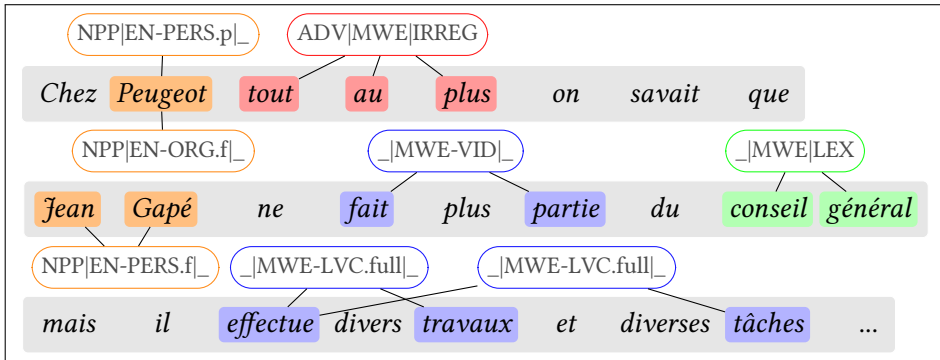 NPP|EN-PERS.p|_ ADV|MWE|IRREG
Chez Peugeot tout au plus on savait que
NPP|EN-ORG.f|_ _|MWE-VID|_ _|MWE|LEX
Jean Gapé ne fait plus partie du conseil général
NPP|EN-PERS.f|_ _|MWE-LVC.full|_ _|MWE-LVC.full|_
mais il effectue divers travaux et diverses tâches ...